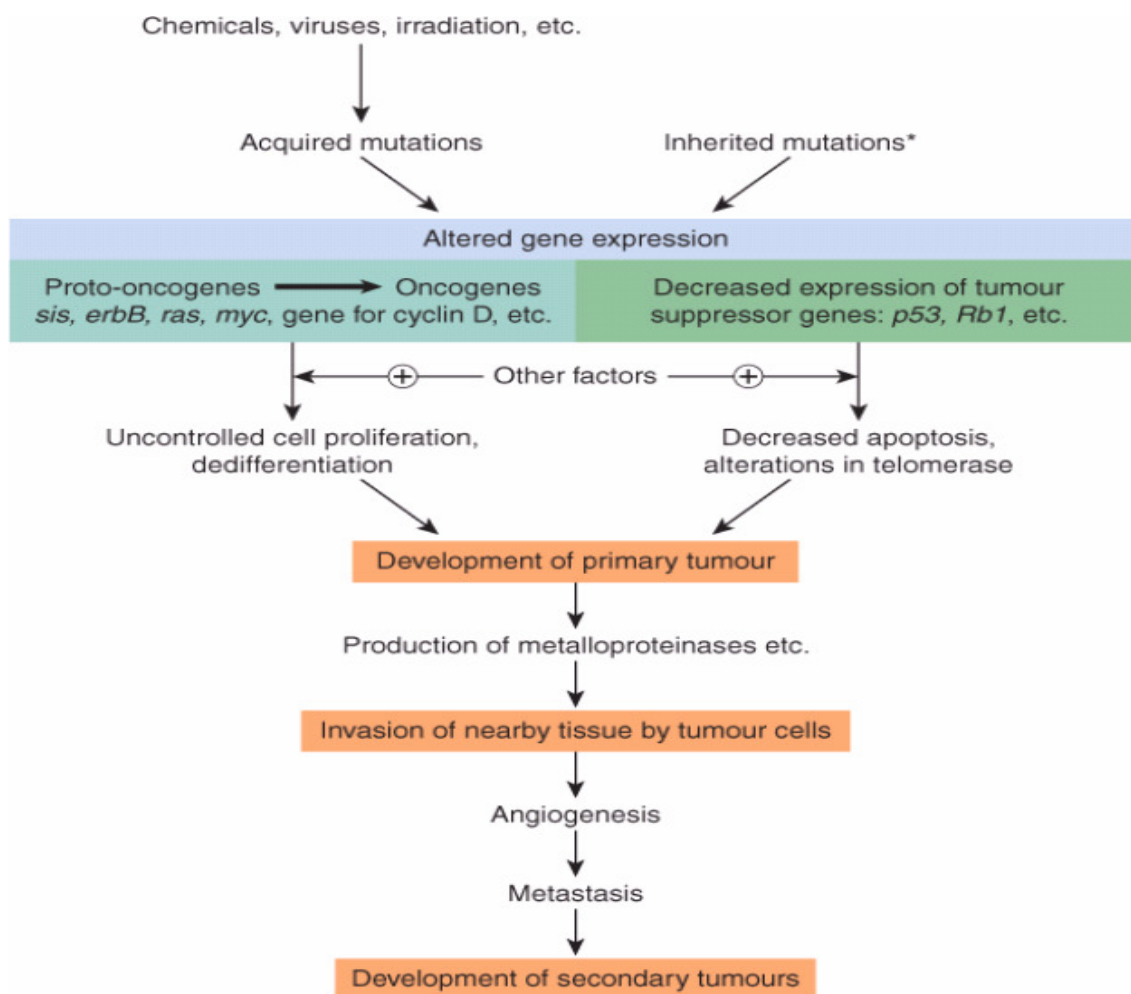 Chemicals, viruses, irradiation, etc.
Acquired mutations
Inherited mutations*
Altered gene expression
Proto-oncogenes
Oncogenes
sis, erbB, ras, myc, gene for cyclin D, etc.
Decreased expression of tumour
suppressor genes: p53, Rb1, etc.
+ Other factors +
Uncontrolled cell proliferation,
dedifferentiation
Decreased apoptosis,
alterations in telomerase
Development of primary tumour
Production of metalloproteinases etc.
Invasion of nearby tissue by tumour cells
Angiogenesis
Metastasis
Development of secondary tumours